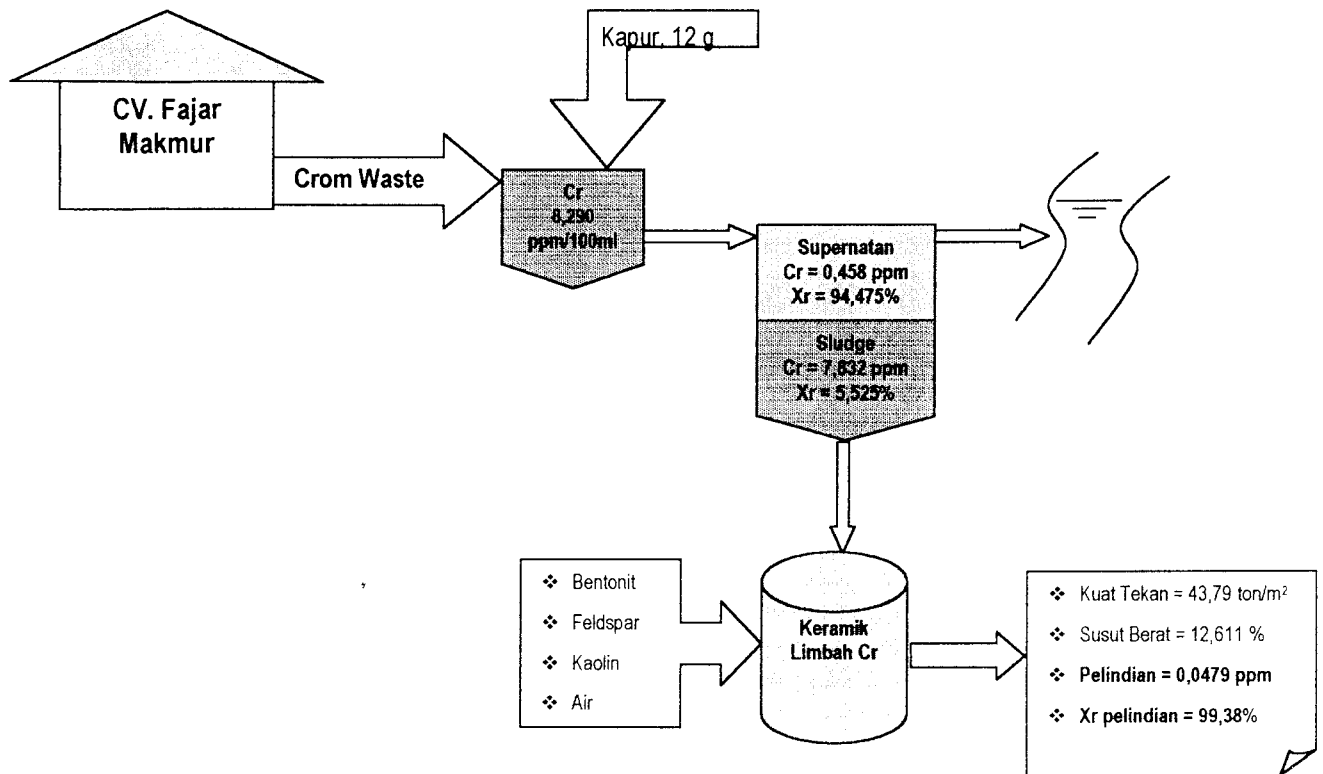 Kapur, 12 g
CV. Fajar
Makmur
Crom Waste
Cr
8,290
ppm/100ml
Supernatan
Cr = 0,458 ppm
Xr = 94,475%
Sludge
Cr = 7,832 ppm
Xr = 5,525%
❖ Bentonit
❖ Feldspar
❖ Kaolin
❖ Air
Keramik
Limbah Cr
❖ Kuat Tekan = 43,79 ton/m²
❖ Susut Berat = 12,611 %
❖ Pelindian = 0,0479 ppm
❖ Xr pelindian = 99,38%